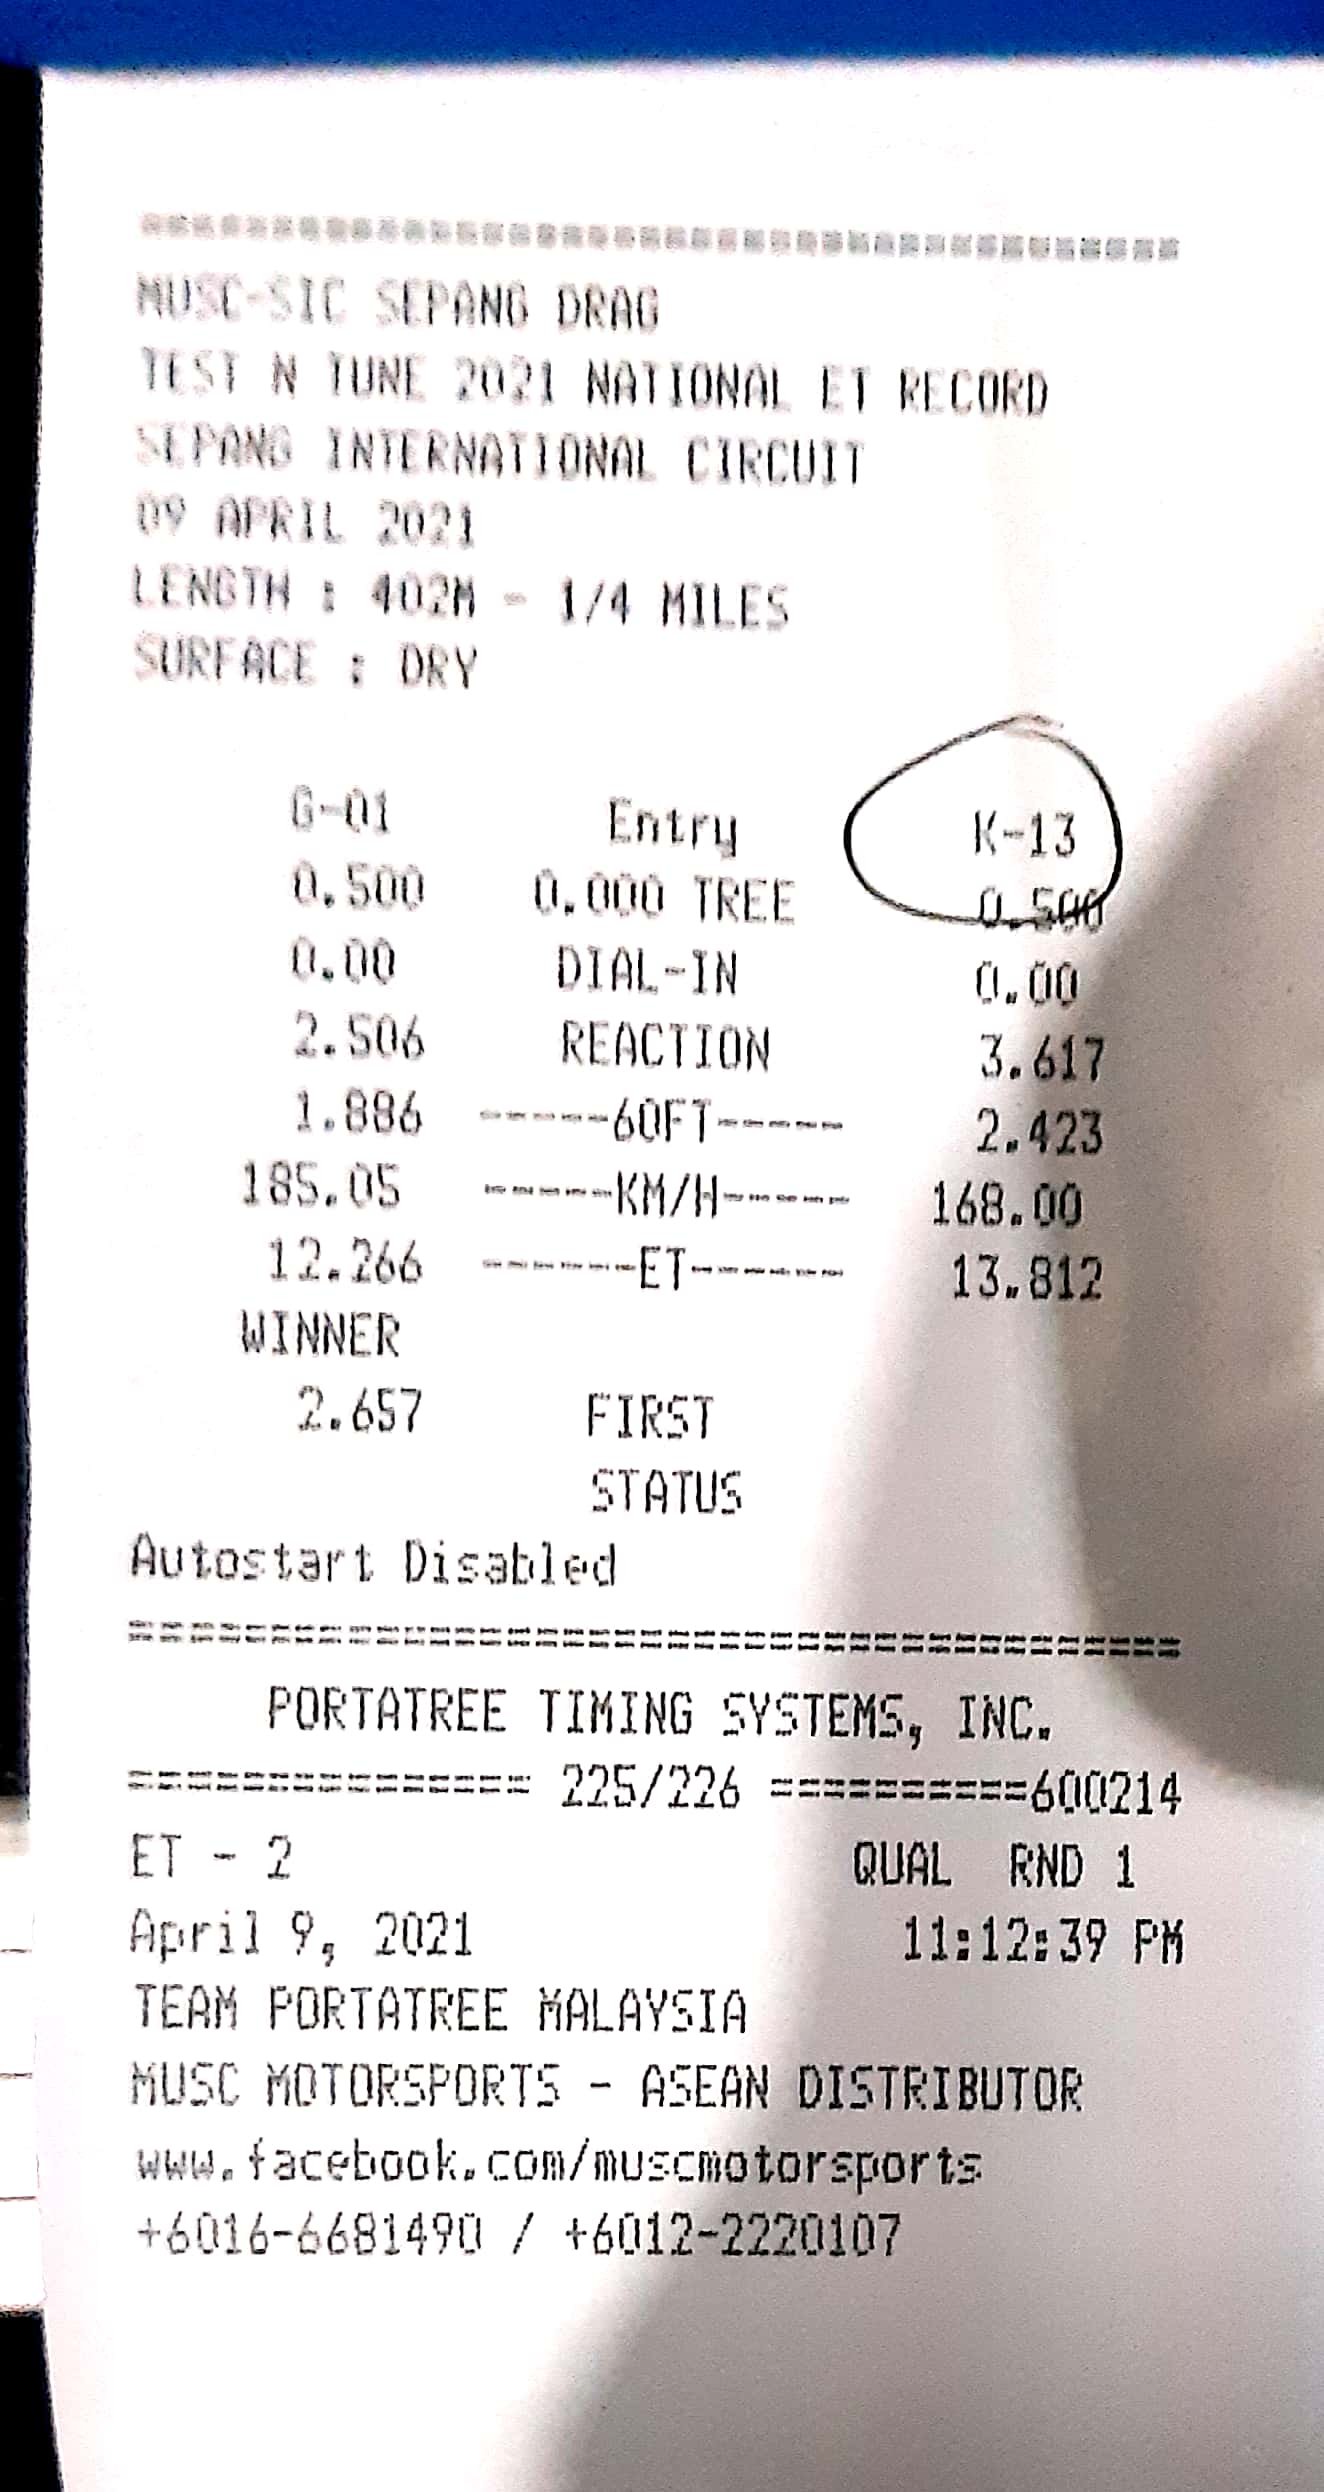 ========================================
MUSC-SIC SEPANG DRAG
TEST N TUNE 2021 NATIONAL ET RECORD
SEPANG INTERNATIONAL CIRCUIT
09 APRIL 2021
LENGTH : 402M - 1/4 MILES
SURFACE : DRY
G-01 Entry K-13
0.500 0.000 TREE 0.500
0.00 DIAL-IN 0.00
2.506 REACTION 3.617
1.886 -----60FT----- 2.423
185.05 -----KM/H----- 168.00
12.266 ------ET------ 13.812
WINNER
2.657 FIRST
STATUS
Autostart Disabled
========================================
PORTATREE TIMING SYSTEMS, INC.
=============== 225/226 ==========600214
ET - 2 QUAL RND 1
April 9, 2021 11:12:39 PM
TEAM PORTATREE MALAYSIA
MUSC MOTORSPORTS - ASEAN DISTRIBUTOR
www.facebook.com/muscmotorsports
+6016-6681490 / +6012-2220107